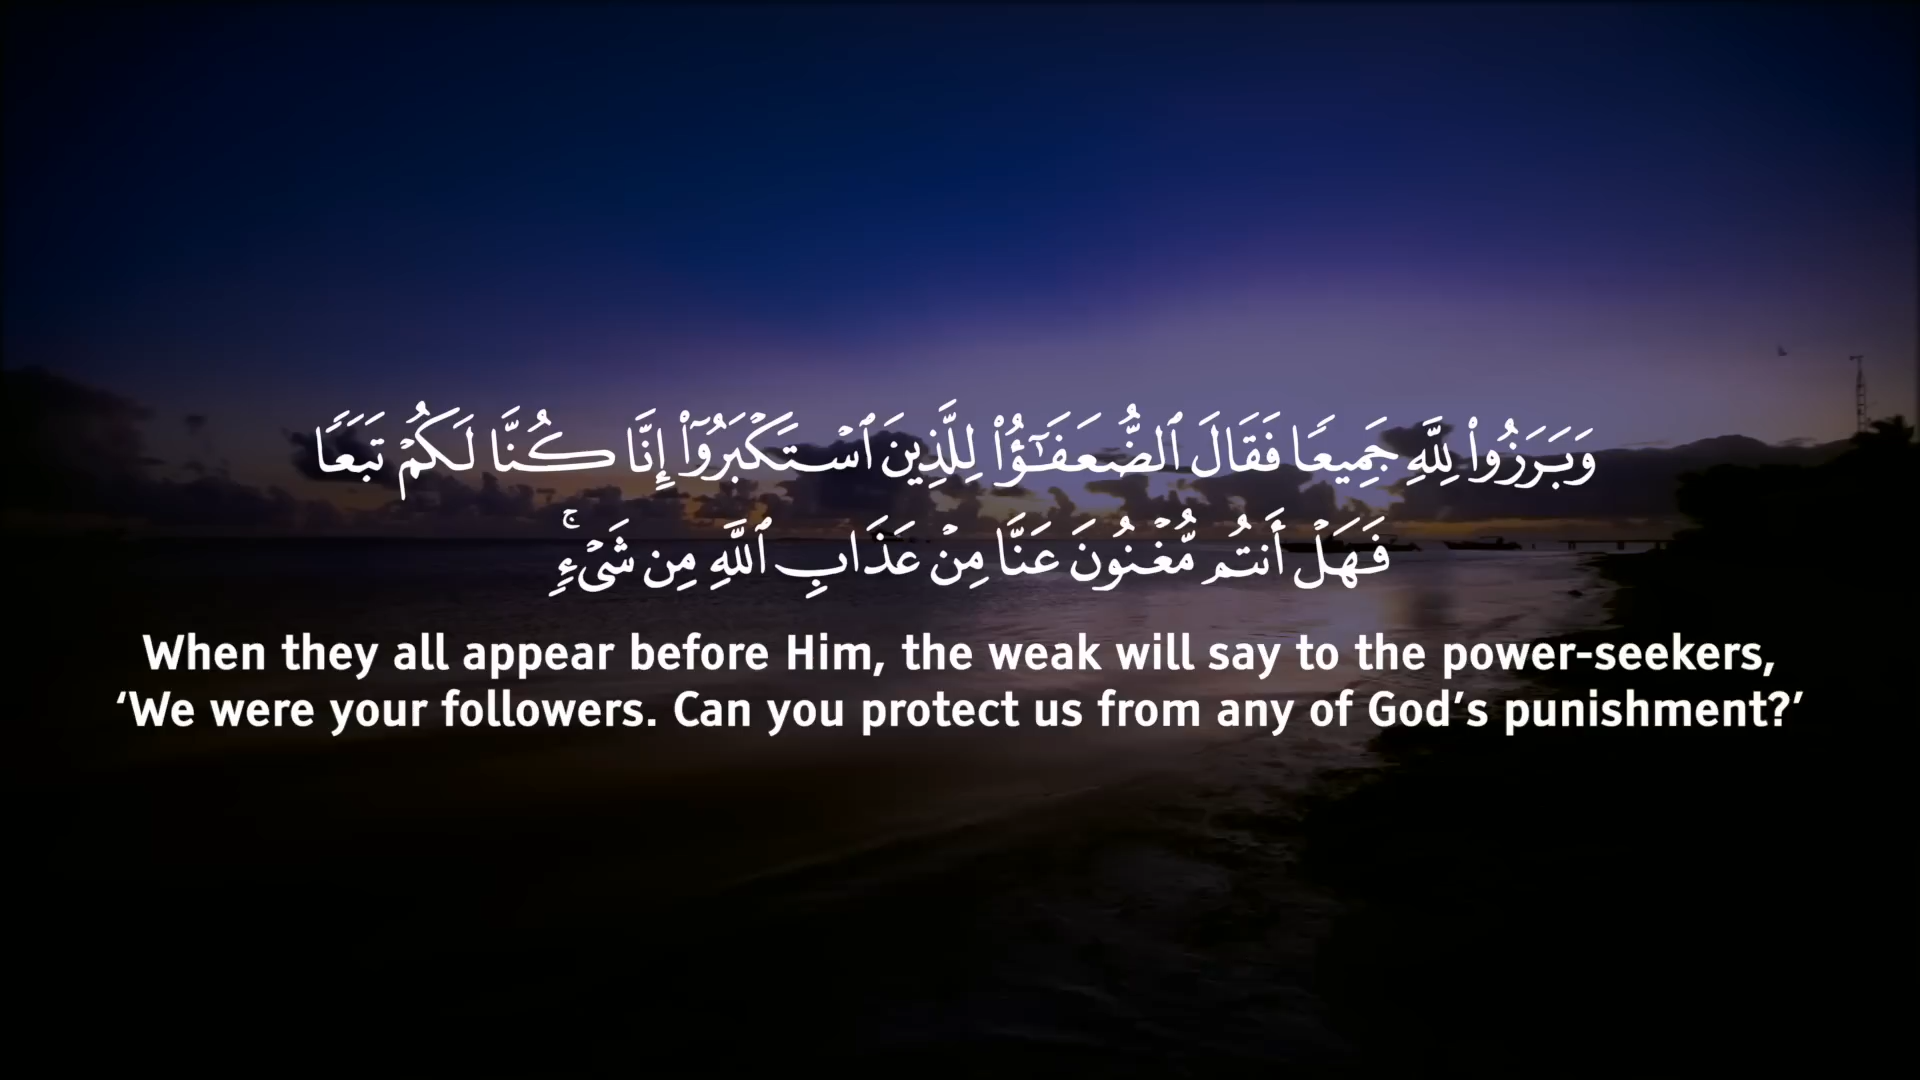 وَبَرَزُوا۟ لِلَّهِ جَمِيعًا فَقَالَ ٱلضُّعَفَـٰٓؤُا۟ لِلَّذِينَ ٱسْتَكْبَرُوٓا۟ إِنَّا كُنَّا لَكُمْ تَبَعًا
فَهَلْ أَنتُم مُّغْنُونَ عَنَّا مِنْ عَذَابِ ٱللَّهِ مِن شَىْءٍ ۚ
When they all appear before Him, the weak will say to the power-seekers,
‘We were your followers. Can you protect us from any of God’s punishment?’